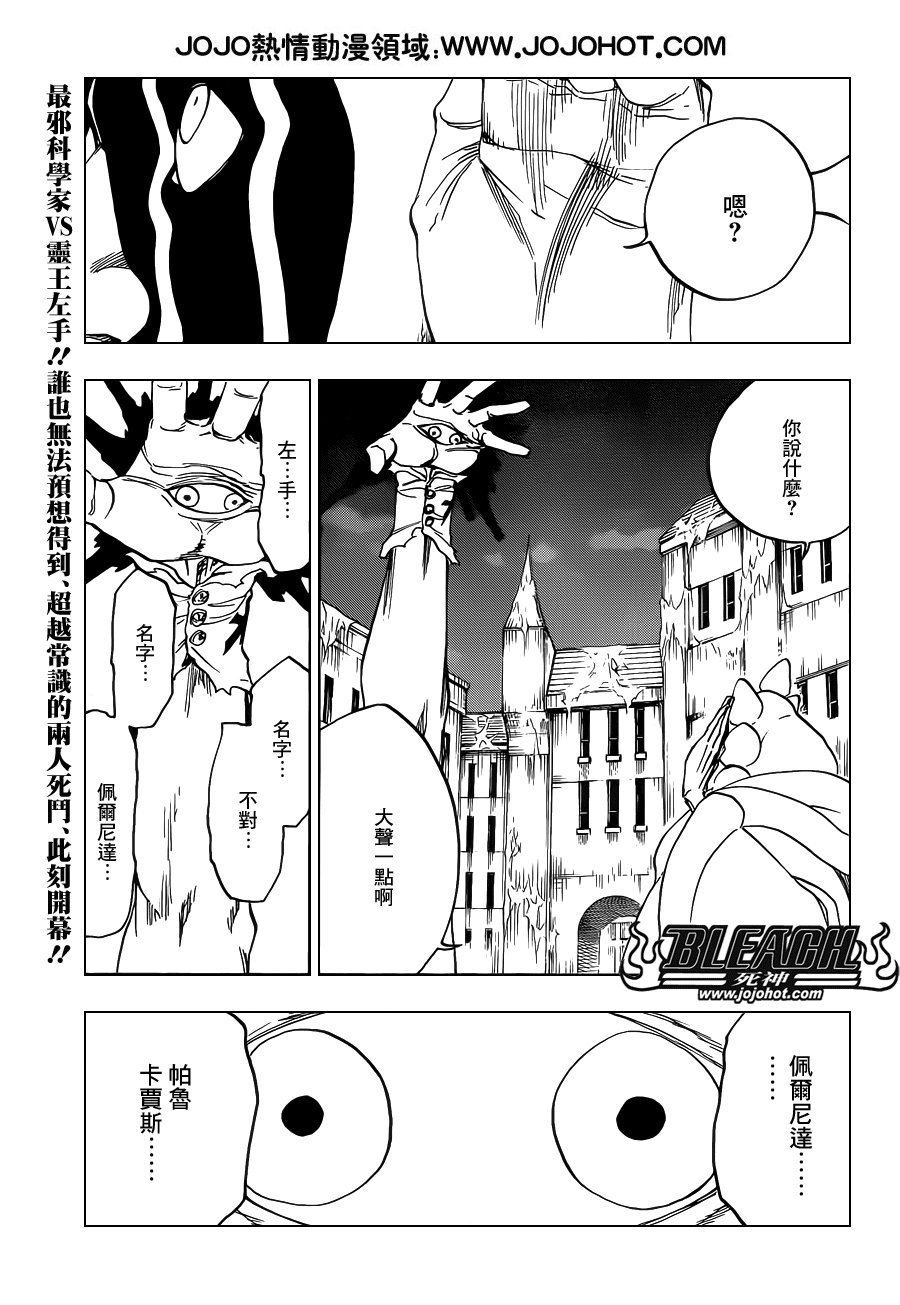 JOJO熱情動漫領域:WWW.JOJOHOT.COM
最邪科學家VS靈王左手!!誰也無法預想得到、超越常識的兩人死鬥、此刻開幕!!
嗯?
你說什麼?
大聲一點啊
左…手…
名字…
名字…
不對…
佩爾尼達…
BLEACH
死神
www.jojohot.com
佩爾尼達……
……
帕魯
卡賈斯……